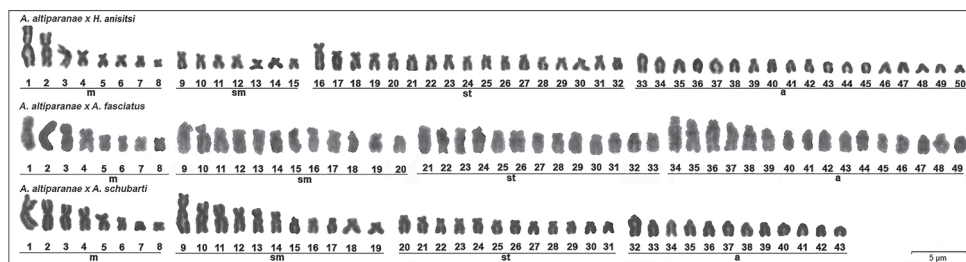 A. altiparanae x H. anisitsi
1 2 3 4 5 6 7 8 9 10 11 12 13 14 15 16 17 18 19 20 21 22 23 24 25 26 27 28 29 30 31 32 33 34 35 36 37 38 39 40 41 42 43 44 45 46 47 48 49 50
m sm st a
A. altiparanae x A. fasciatus
1 2 3 4 5 6 7 8 9 10 11 12 13 14 15 16 17 18 19 20 21 22 23 24 25 26 27 28 29 30 31 32 33 34 35 36 37 38 39 40 41 42 43 44 45 46 47 48 49
m sm st a
A. altiparanae x A. schubarti
1 2 3 4 5 6 7 8 9 10 11 12 13 14 15 16 17 18 19 20 21 22 23 24 25 26 27 28 29 30 31 32 33 34 35 36 37 38 39 40 41 42 43
m sm st a
5 µm